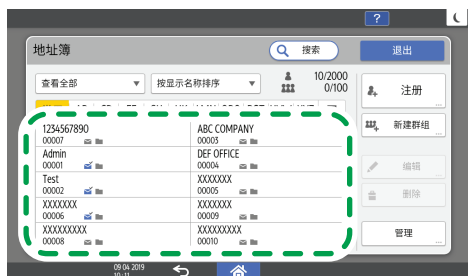 ?
地址簿
搜索
退出
查看全部 ▼
按显示名称排序 ▼
10/2000
0/100
注册
...
新建群组
...
编辑
...
删除
管理
...
1234567890
00007
ABC COMPANY
00003
Admin
00001
DEF OFFICE
00004
Test
00002
XXXXXXX
00005
XXXXXXX
00006
XXXXXXX
00009
XXXXXXXXX
00008
XXXXXXXXX
00010
09 04 2019